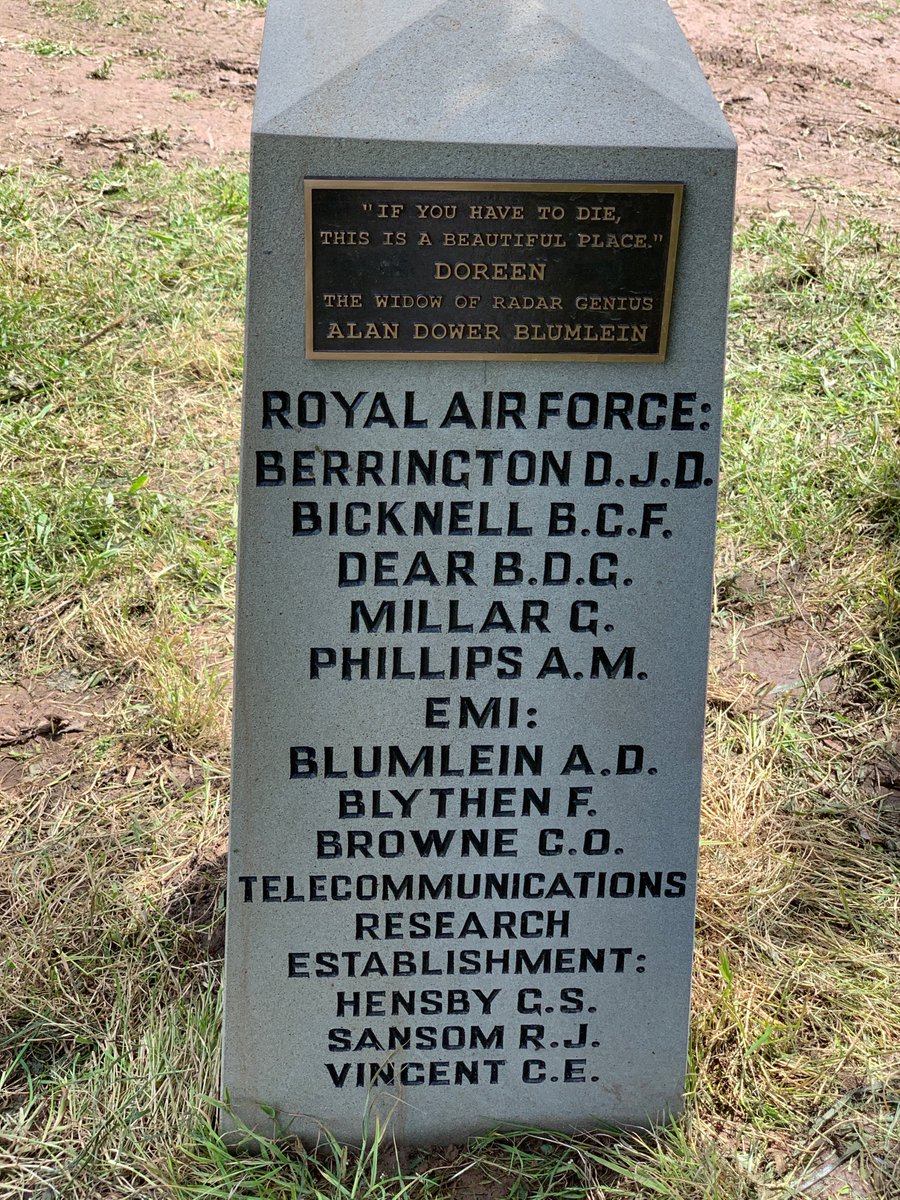 "IF YOU HAVE TO DIE,
THIS IS A BEAUTIFUL PLACE."
DOREEN
THE WIDOW OF RADAR GENIUS
ALAN DOWER BLUMLEIN
ROYAL AIR FORCE:
BERRINGTON D.J.D.
BICKNELL B.C.F.
DEAR B.D.G.
MILLAR G.
PHILLIPS A.M.
EMI:
BLUMLEIN A.D.
BLYTHEN F.
BROWNE C.O.
TELECOMMUNICATIONS
RESEARCH
ESTABLISHMENT:
HENSBY G.S.
SANSOM R.J.
VINCENT C.E.